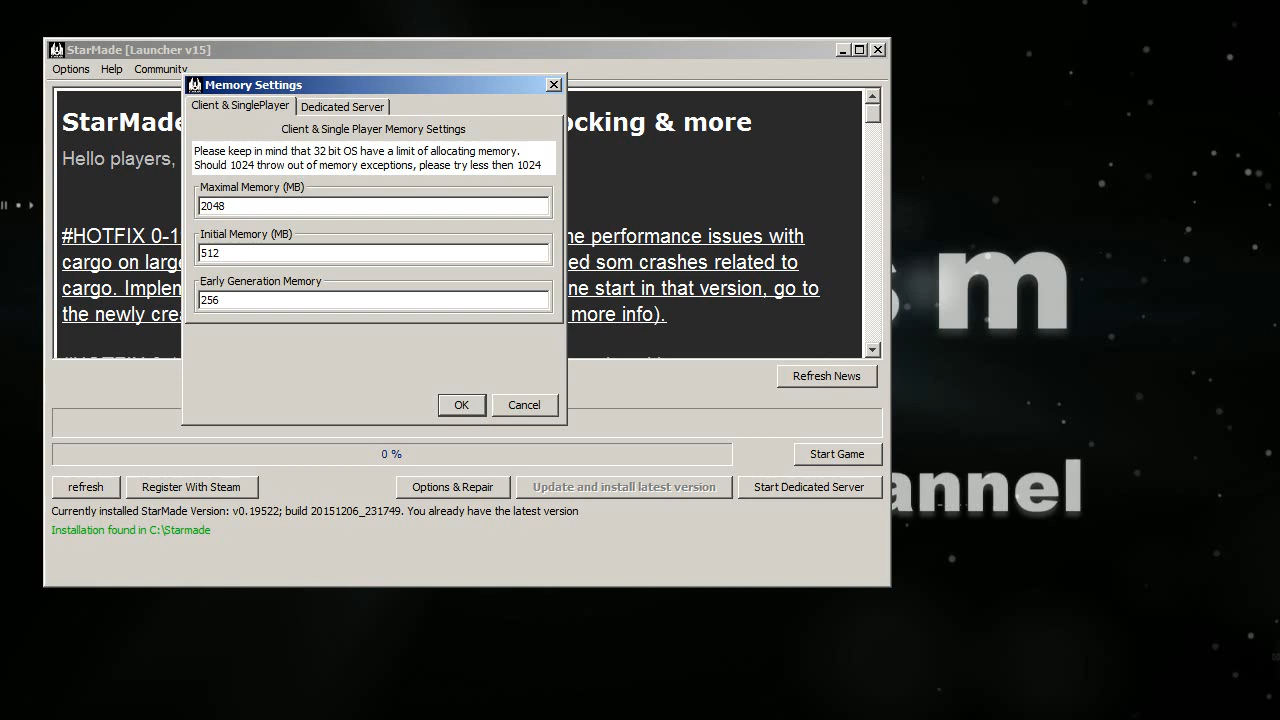 StarMade [Launcher v15]
Options Help Community
Memory Settings
Client & SinglePlayer Dedicated Server
StarMade ocking & more
Client & Single Player Memory Settings
Hello players,
Please keep in mind that 32 bit OS have a limit of allocating memory.
Should 1024 throw out of memory exceptions, please try less then 1024
Maximal Memory (MB)
2048
Initial Memory (MB)
512
Early Generation Memory
256
#HOTFIX 0-1 ne performance issues with
cargo on large ed som crashes related to
cargo. Implen ne start in that version, go to
the newly crea more info).
OK Cancel
Refresh News
0 %
Start Game
refresh Register With Steam Options & Repair Update and install latest version Start Dedicated Server
Currently installed StarMade Version: v0.19522; build 20151206_231749. You already have the latest version
Installation found in C:\Starmade
m
annel